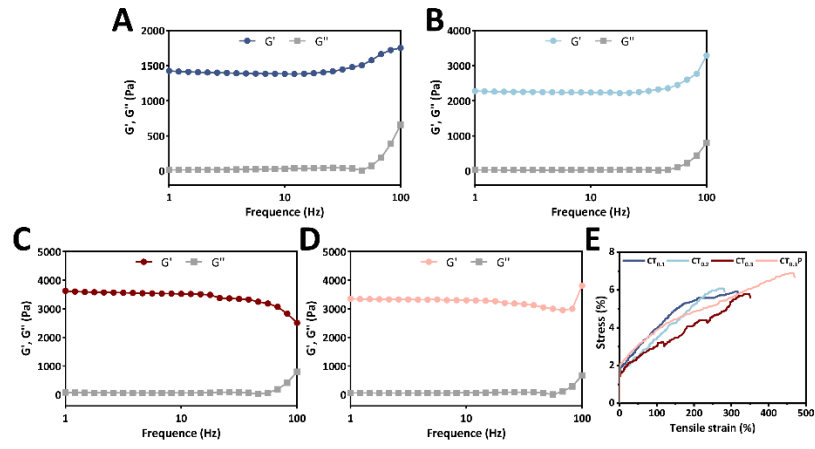 A
G' G''
2000
1500
1000
500
0
G', G'' (Pa)
1 10 100
Frequence (Hz)
B
G' G''
4000
3000
2000
1000
0
G', G'' (Pa)
1 10 100
Frequence (Hz)
C
G' G''
5000
4000
3000
2000
1000
0
G', G'' (Pa)
1 10 100
Frequence (Hz)
D
G' G''
5000
4000
3000
2000
1000
0
G', G'' (Pa)
1 10 100
Frequence (Hz)
E
CT0.1 CT0.2 CT0.3 CT0.3P
8
6
4
2
0
Stress (%)
0 100 200 300 400 500
Tensile strain (%)